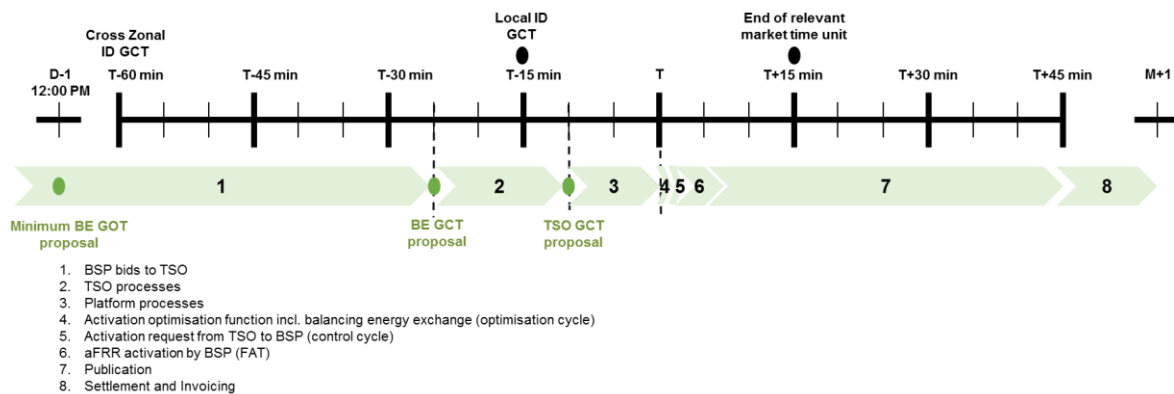 Cross Zonal
ID GCT
Local ID
GCT
End of relevant
market time unit
D-1
12:00 PM
T-60 min
T-45 min
T-30 min
T-15 min
T
T+15 min
T+30 min
T+45 min
M+1
1
2
3
4
5
6
7
8
Minimum BE GOT
proposal
BE GCT
proposal
TSO GCT
proposal
1. BSP bids to TSO
2. TSO processes
3. Platform processes
4. Activation optimisation function incl. balancing energy exchange (optimisation cycle)
5. Activation request from TSO to BSP (control cycle)
6. aFRR activation by BSP (FAT)
7. Publication
8. Settlement and Invoicing